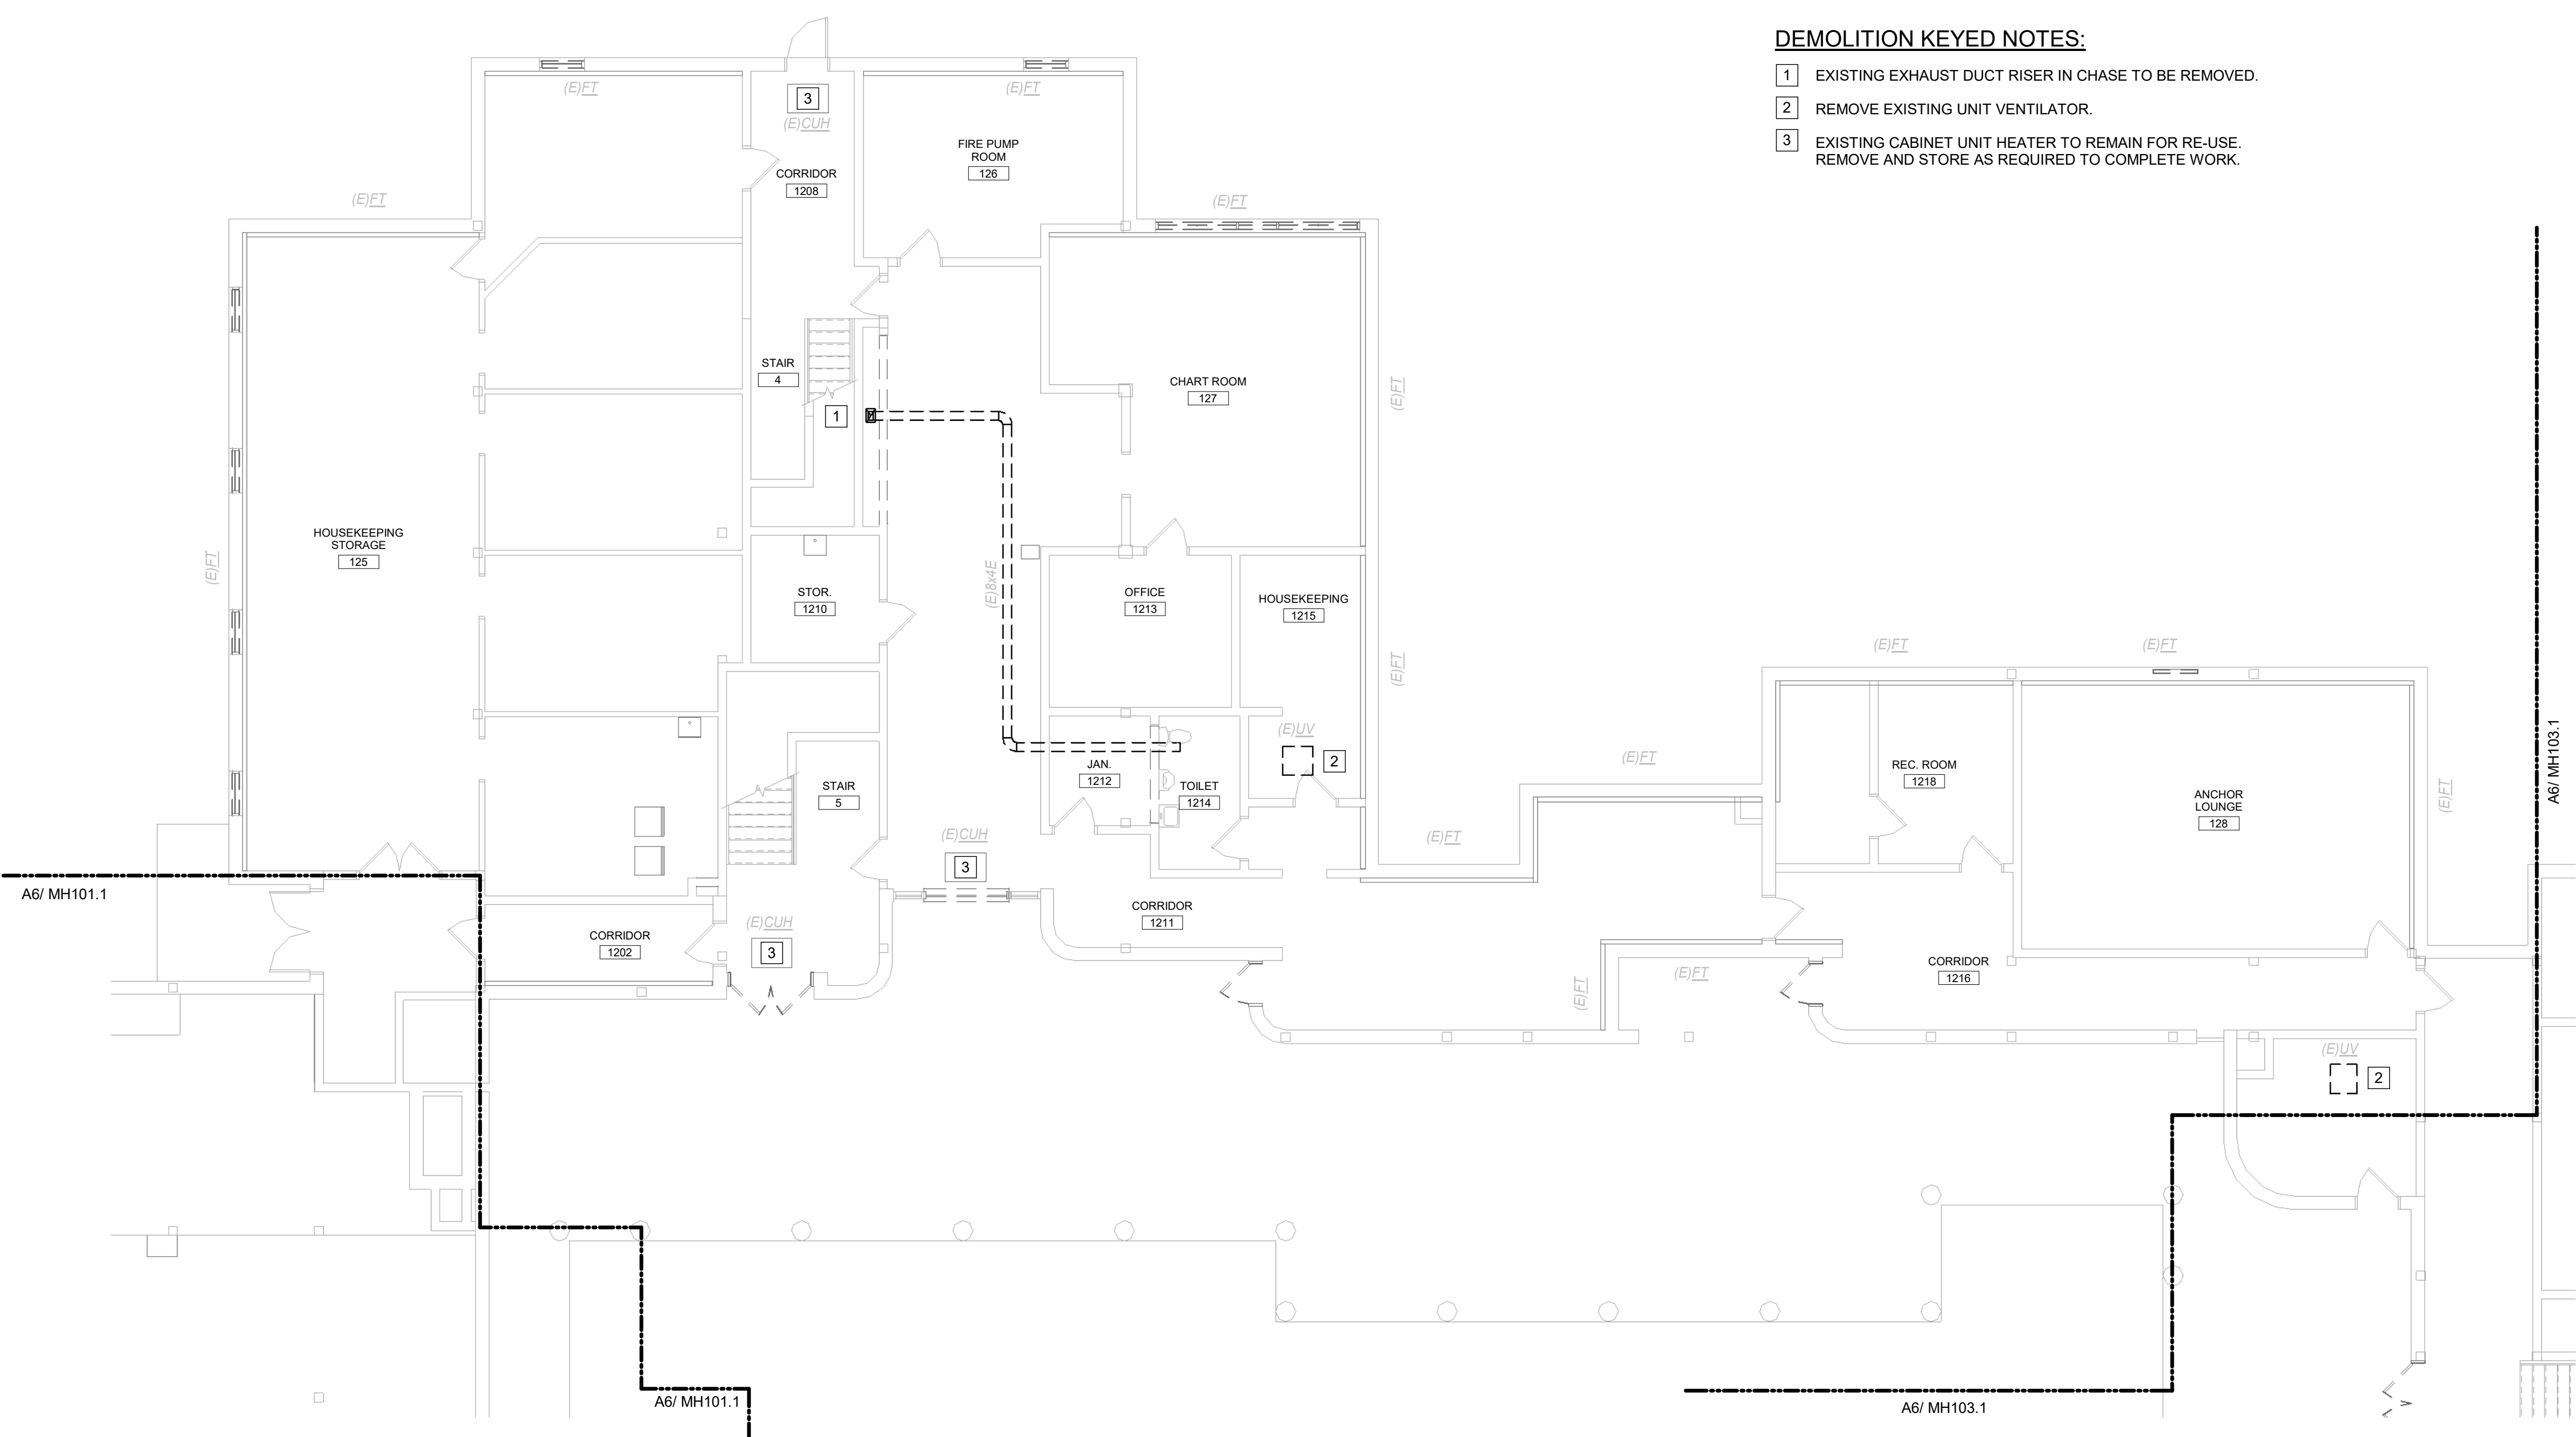 DEMOLITION KEYED NOTES:
1 EXISTING EXHAUST DUCT RISER IN CHASE TO BE REMOVED.
2 REMOVE EXISTING UNIT VENTILATOR.
3 EXISTING CABINET UNIT HEATER TO REMAIN FOR RE-USE.
REMOVE AND STORE AS REQUIRED TO COMPLETE WORK.
(E)FT
(E)FT
3
(E)CUH
FIRE PUMP
ROOM
126
CORRIDOR
1208
(E)FT
(E)FT
STAIR
4
CHART ROOM
127
(E)FT
1
HOUSEKEEPING
STORAGE
125
(E)FT
(E)8x4E
STOR.
1210
OFFICE
1213
HOUSEKEEPING
1215
(E)FT
(E)FT
(E)FT
(E)UV
2
(E)FT
JAN.
1212
TOILET
1214
STAIR
5
REC. ROOM
1218
ANCHOR
LOUNGE
128
(E)FT
A6/ MH103.1
(E)CUH
3
(E)FT
A6/ MH101.1
CORRIDOR
1211
(E)CUH
3
CORRIDOR
1202
CORRIDOR
1216
(E)FT
(E)FT
(E)UV
2
A6/ MH101.1
A6/ MH103.1